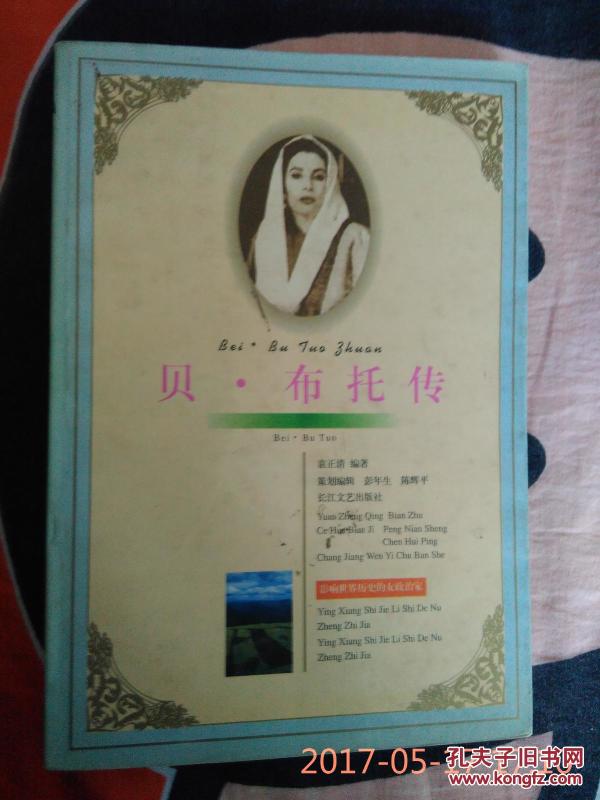 Bei · Bu Tuo Zhuan
贝·布托传
Bei · Bu Tuo
袁正清 编著
策划编辑 彭年生 陈辉平
长江文艺出版社
Yuan Zheng Qing Bian Zhu
Ce Hua Bian Ji Peng Nian Sheng
Chen Hui Ping
Chang Jiang Wen Yi Chu Ban She
影响世界历史的女政治家
Ying Xiang Shi Jie Li Shi De Nu
Zheng Zhi Jia
Ying Xiang Shi Jie Li Shi De Nu
Zheng Zhi Jia
2017-05-
孔夫子旧书网
www.kongfz.com